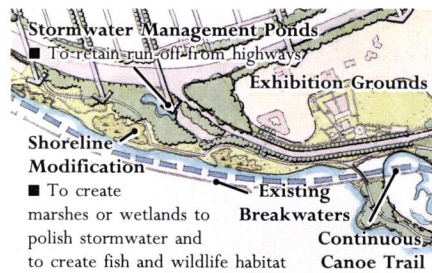 Stormwater Management Ponds
■ To retain run-off from highways
Exhibition Grounds
Shoreline
Modification
■ To create
marshes or wetlands to
polish stormwater and
to create fish and wildlife habitat
Existing
Breakwaters
Continuous
Canoe Trail